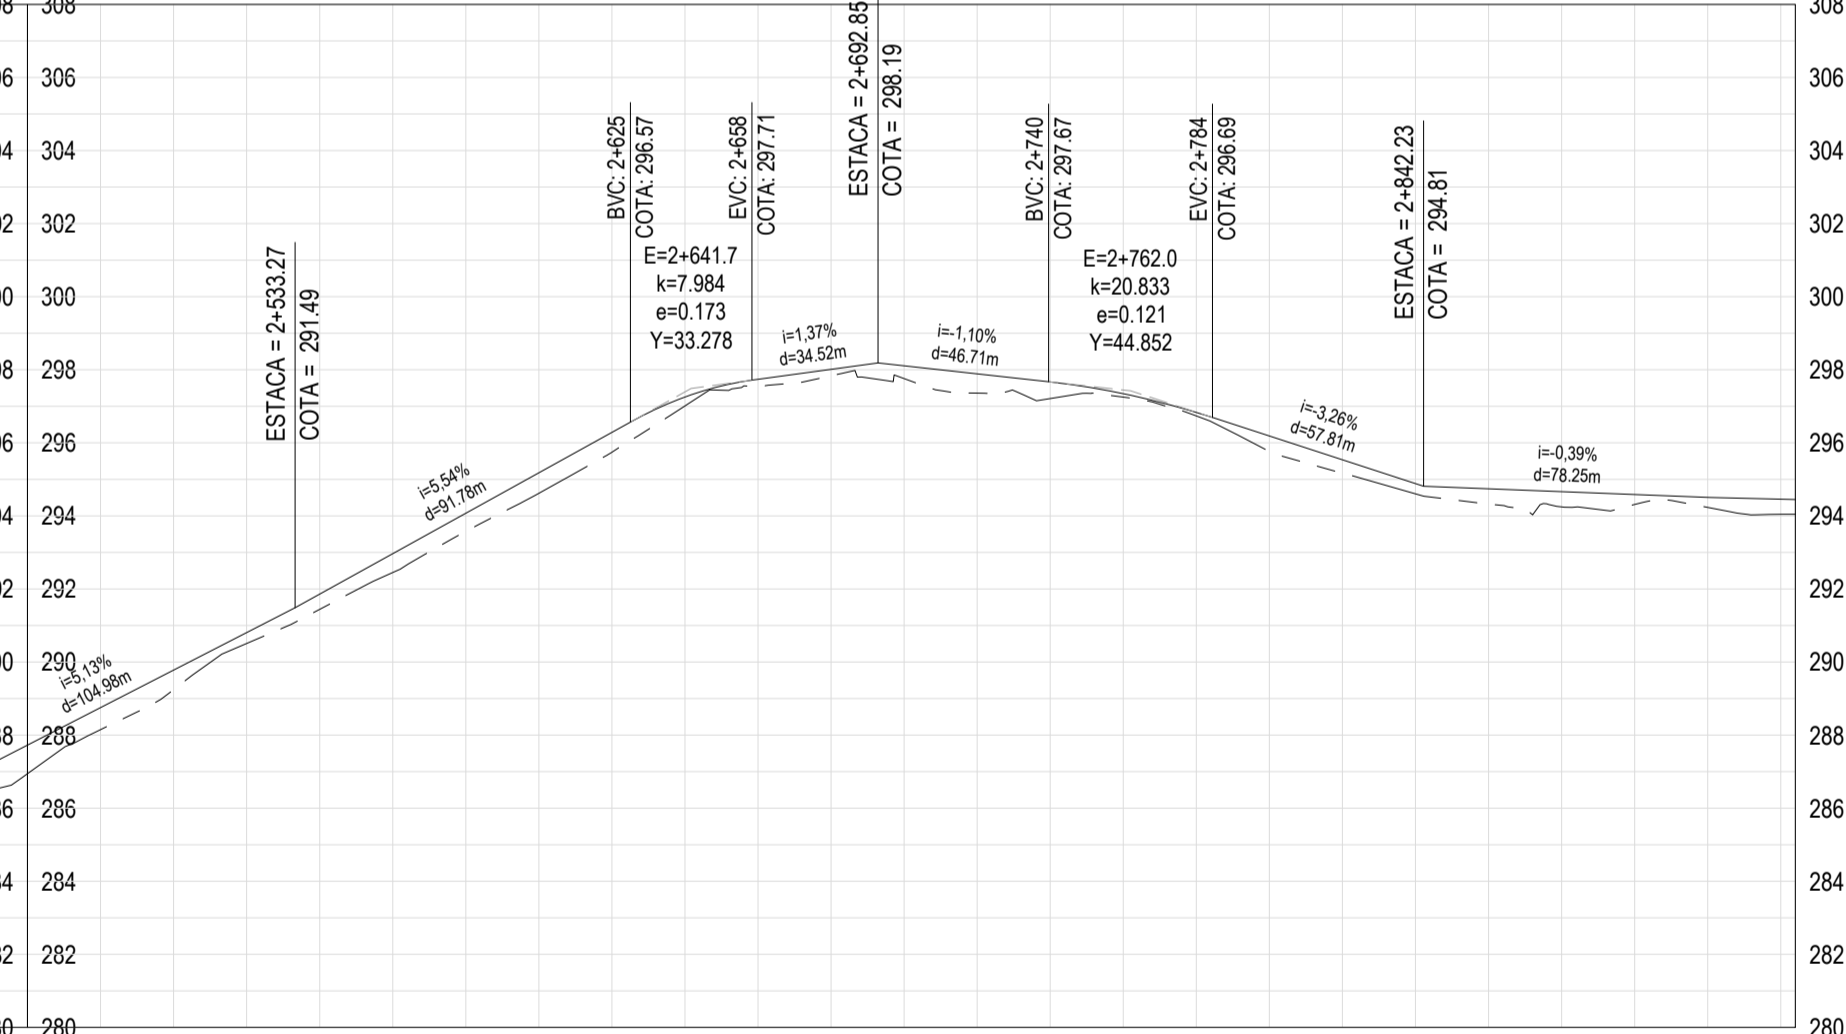 308
306
304
302
300
298
296
294
292
290
288
286
284
282
280
i=5,13%
d=104.98m
ESTACA = 2+533.27
COTA = 291.49
i=5,54%
d=91.78m
BVC: 2+625
COTA: 296.57
E=2+641.7
k=7.984
e=0.173
Y=33.278
EVC: 2+658
COTA: 297.71
i=1,37%
d=34.52m
ESTACA = 2+692.85
COTA = 298.19
i=-1,10%
d=46.71m
BVC: 2+740
COTA: 297.67
E=2+762.0
k=20.833
e=0.121
Y=44.852
EVC: 2+784
COTA: 296.69
i=-3,26%
d=57.81m
ESTACA = 2+842.23
COTA = 294.81
i=-0,39%
d=78.25m
308
306
304
302
300
298
296
294
292
290
288
286
284
282
280